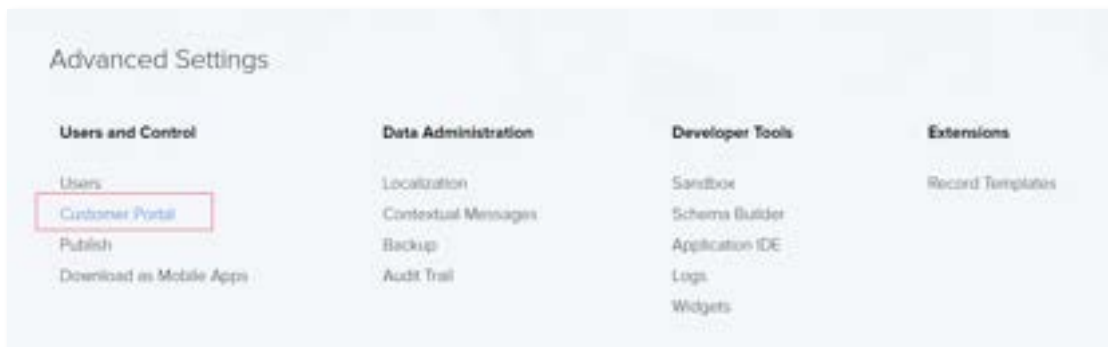 Advanced Settings
Users and Control
Users
Customer Portal
Publish
Download as Mobile Apps
Data Administration
Localization
Contextual Messages
Backup
Audit Trail
Developer Tools
Sandbox
Schema Builder
Application IDE
Logs
Widgets
Extensions
Record Templates